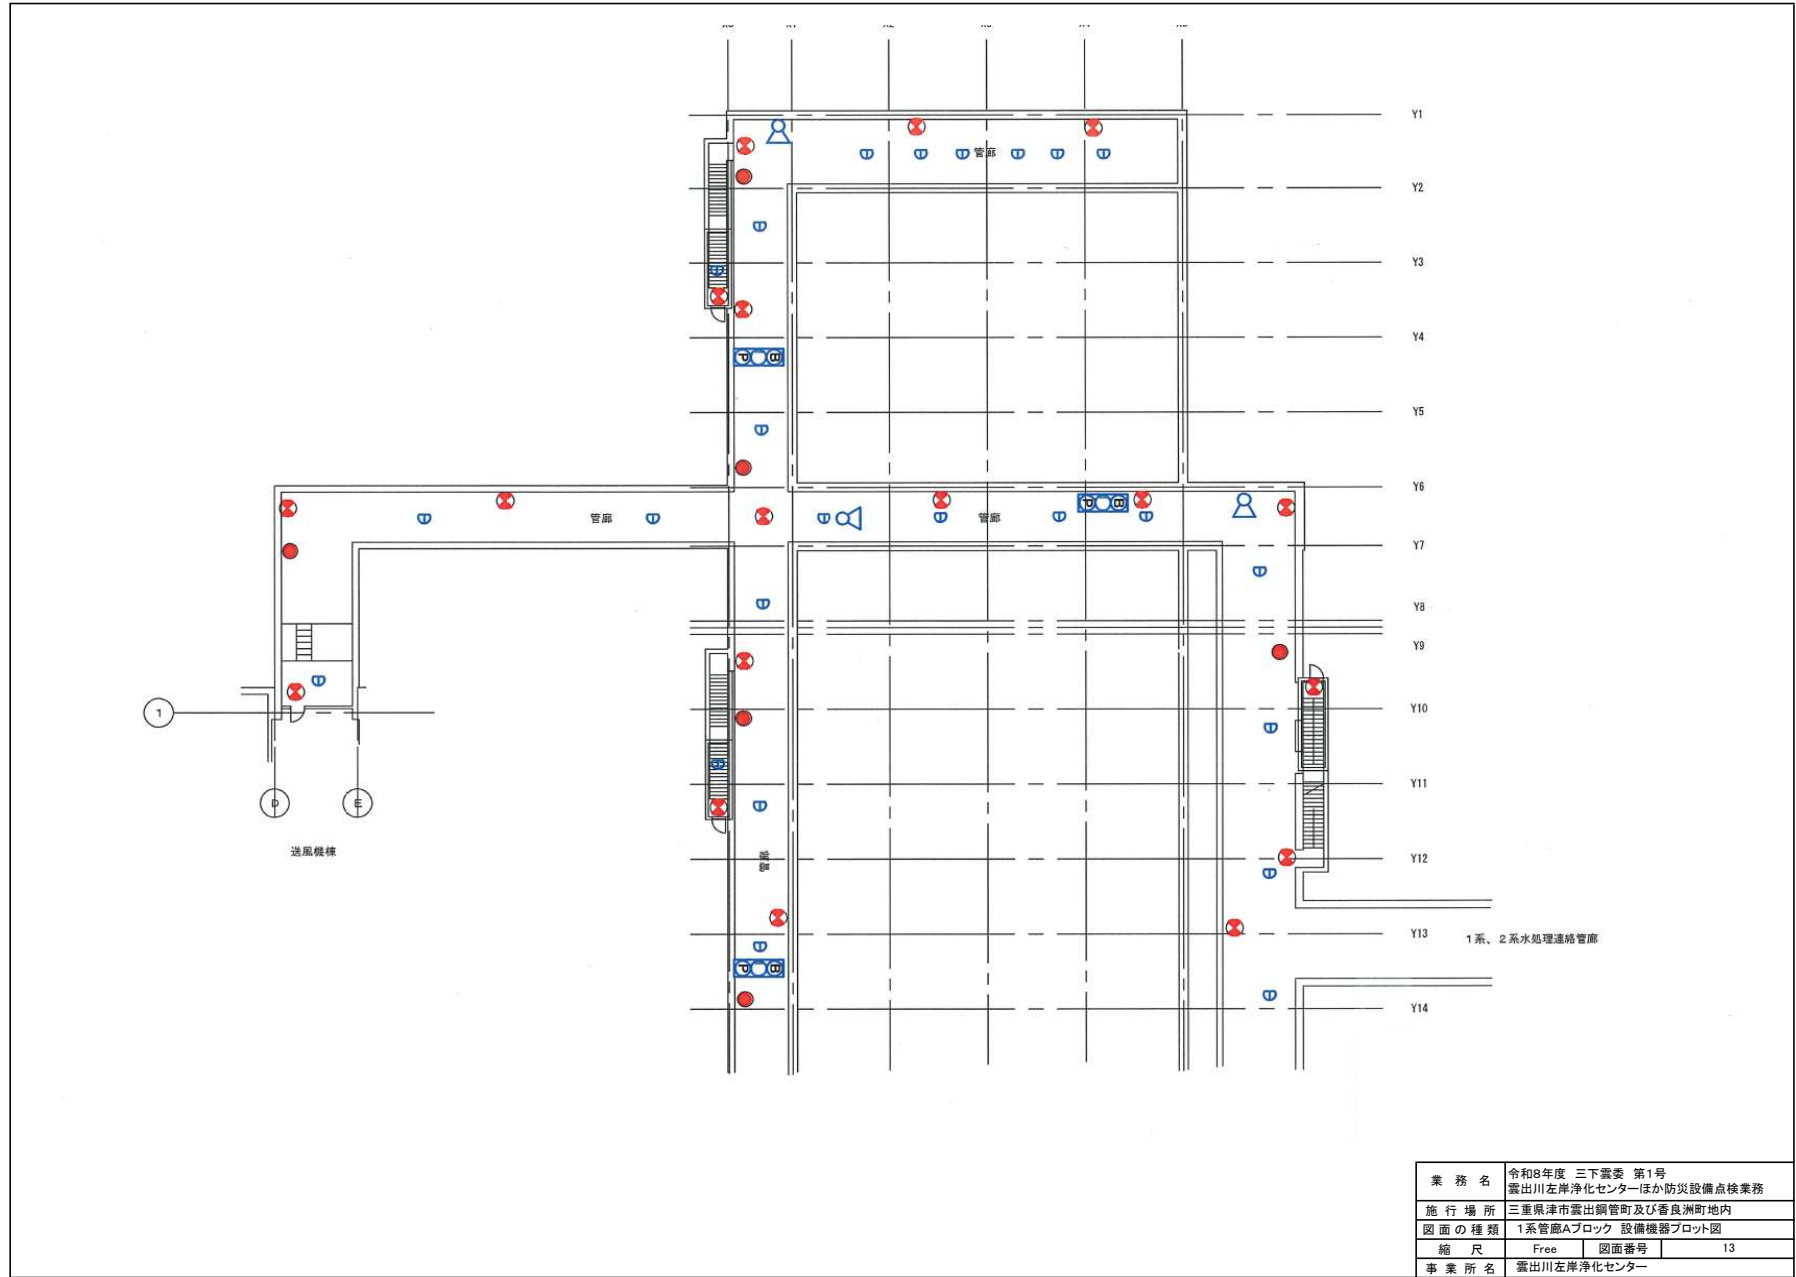 Y1
管廊
Y2
Y3
Y4
P B
Y5
Y6
P B
管廊
管廊
Y7
Y8
Y9
1
Y10
Y11
D
E
送風機棟
管廊
Y12
Y13
1系、2系水処理連絡管廊
P B
Y14
業務名 令和8年度 三下雲委 第1号
雲出川左岸浄化センターほか防災設備点検業務
施行場所 三重県津市雲出鋼管町及び香良洲町地内
図面の種類 1系管廊Aブロック 設備機器プロット図
縮尺 Free 図面番号 13
事業所名 雲出川左岸浄化センター